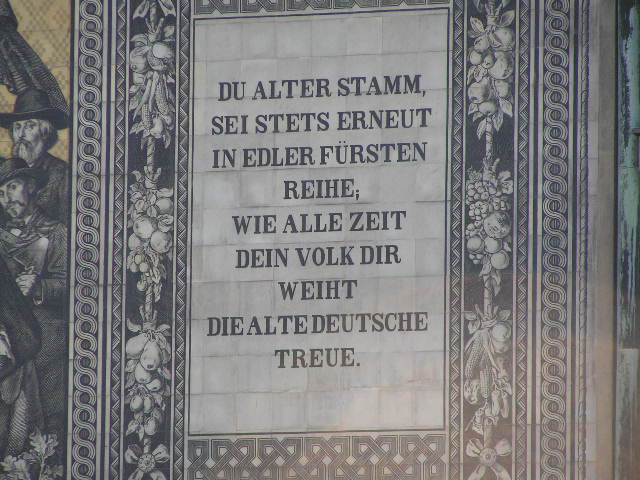 DU ALTER STAMM,
SEI STETS ERNEUT
IN EDLER FÜRSTEN
REIHE;
WIE ALLE ZEIT
DEIN VOLK DIR
WEIHT
DIE ALTE DEUTSCHE
TREUE.